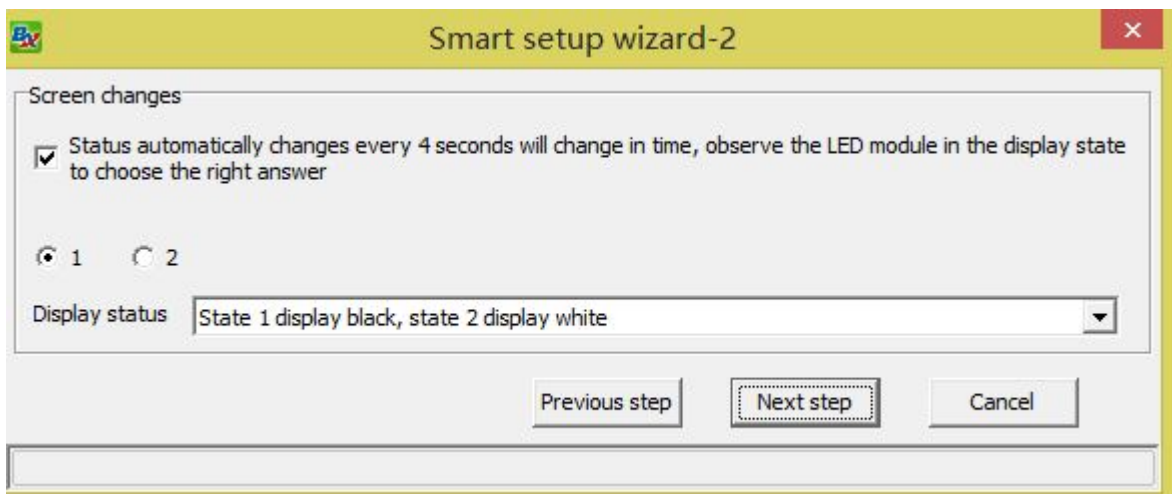 BX
Smart setup wizard-2
Screen changes
Status automatically changes every 4 seconds will change in time, observe the LED module in the display state
to choose the right answer
1 2
Display status State 1 display black, state 2 display white
Previous step Next step Cancel